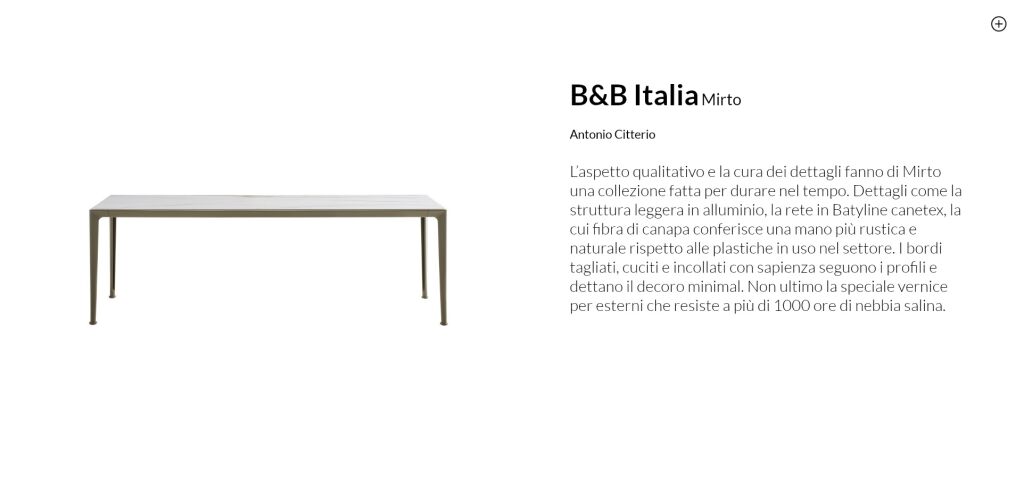 B&B Italia Mirto
Antonio Citterio
L’aspetto qualitativo e la cura dei dettagli fanno di Mirto
una collezione fatta per durare nel tempo. Dettagli come la
struttura leggera in alluminio, la rete in Batyline canetex, la
cui fibra di canapa conferisce una mano più rustica e
naturale rispetto alle plastiche in uso nel settore. I bordi
tagliati, cuciti e incollati con sapienza seguono i profili e
dettano il decoro minimal. Non ultimo la speciale vernice
per esterni che resiste a più di 1000 ore di nebbia salina.